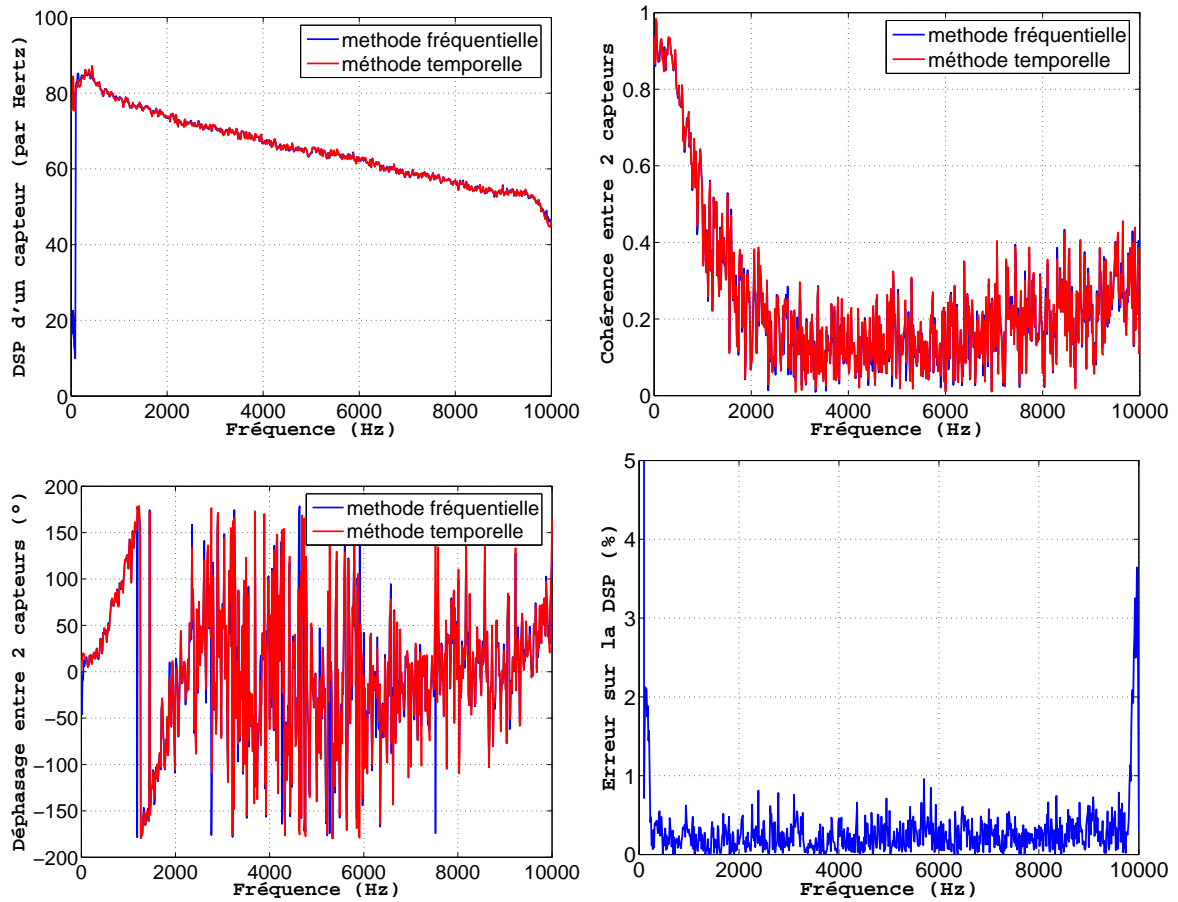 DSP d'un capteur (par Hertz)
100
80
60
40
20
0
methode fréquentielle
méthode temporelle
0 2000 4000 6000 8000 10000
Fréquence (Hz)
Cohérence entre 2 capteurs
1
0.8
0.6
0.4
0.2
0
methode fréquentielle
méthode temporelle
0 2000 4000 6000 8000 10000
Fréquence (Hz)
Déphasage entre 2 capteurs (°)
200
150
100
50
0
−50
−100
−150
−200
methode fréquentielle
méthode temporelle
0 2000 4000 6000 8000 10000
Fréquence (Hz)
Erreur sur la DSP (%)
5
4
3
2
1
0
0 2000 4000 6000 8000 10000
Fréquence (Hz)